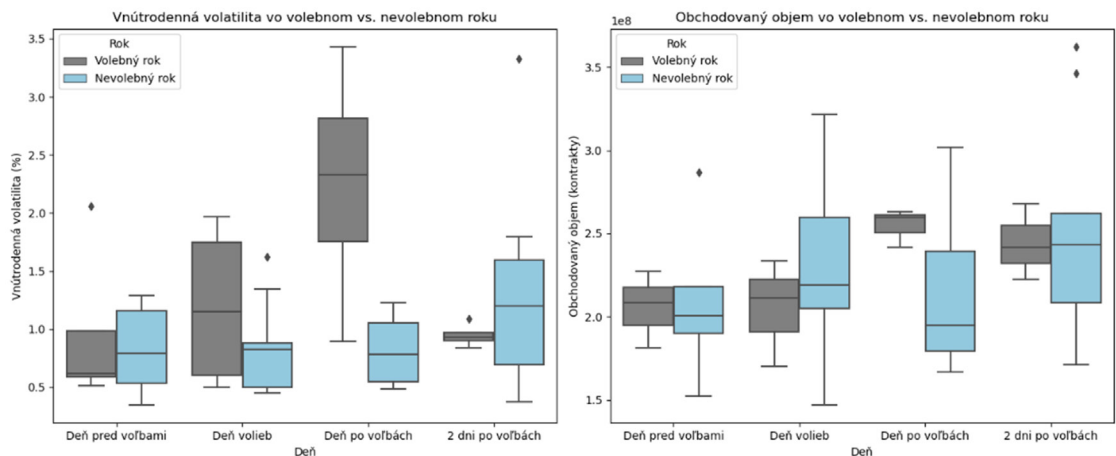 Vnútrodenná volatilita vo volebnom vs. nevolebnom roku
Rok
Volebný rok
Nevolebný rok
Vnútrodenná volatilita (%)
3.5
3.0
2.5
2.0
1.5
1.0
0.5
Deň pred voľbami Deň volieb Deň po voľbách 2 dni po voľbách
Deň
Obchodovaný objem vo volebnom vs. nevolebnom roku
1e8
Rok
Volebný rok
Nevolebný rok
Obchodovaný objem (kontrakty)
3.5
3.0
2.5
2.0
1.5
Deň pred voľbami Deň volieb Deň po voľbách 2 dni po voľbách
Deň